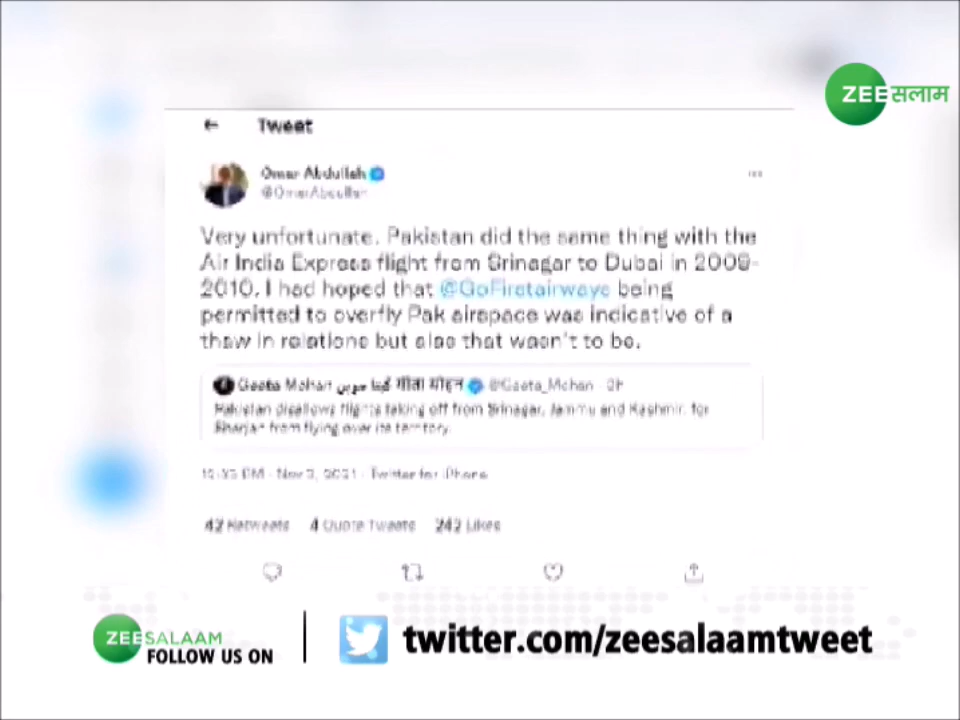 ZEEसलाम
Tweet
Omar Abdullah
@OmarAbdullah
Very unfortunate. Pakistan did the same thing with the
Air India Express flight from Srinagar to Dubai in 2009-
2010. I had hoped that @GoFirstairways being
permitted to overfly Pak airspace was indicative of a
thaw in relations but alas that wasn't to be.
Geeta Mohan گیتا موہن गीता मोहन @Geeta_Mohan
Pakistan disallows flights taking off from Srinagar, Jammu and Kashmir, for
Sharjah from flying over its territory.
PM · Nov 3, 2021 · Twitter for iPhone
42 Retweets 4 Quote Tweets 242 Likes
ZEESALAAM
FOLLOW US ON
twitter.com/zeesalaamtweet